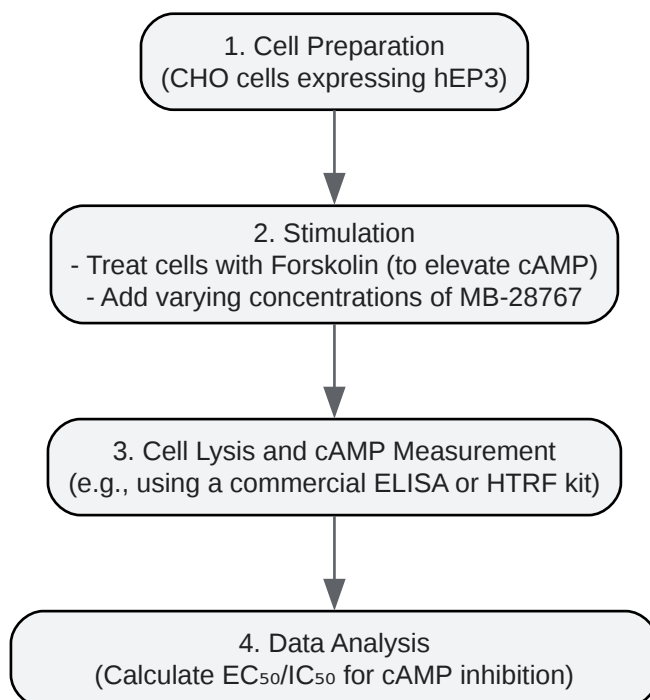 1. Cell Preparation
(CHO cells expressing hEP3)
2. Stimulation
- Treat cells with Forskolin (to elevate cAMP)
- Add varying concentrations of MB-28767
3. Cell Lysis and cAMP Measurement
(e.g., using a commercial ELISA or HTRF kit)
4. Data Analysis
(Calculate EC₅₀/IC₅₀ for cAMP inhibition)